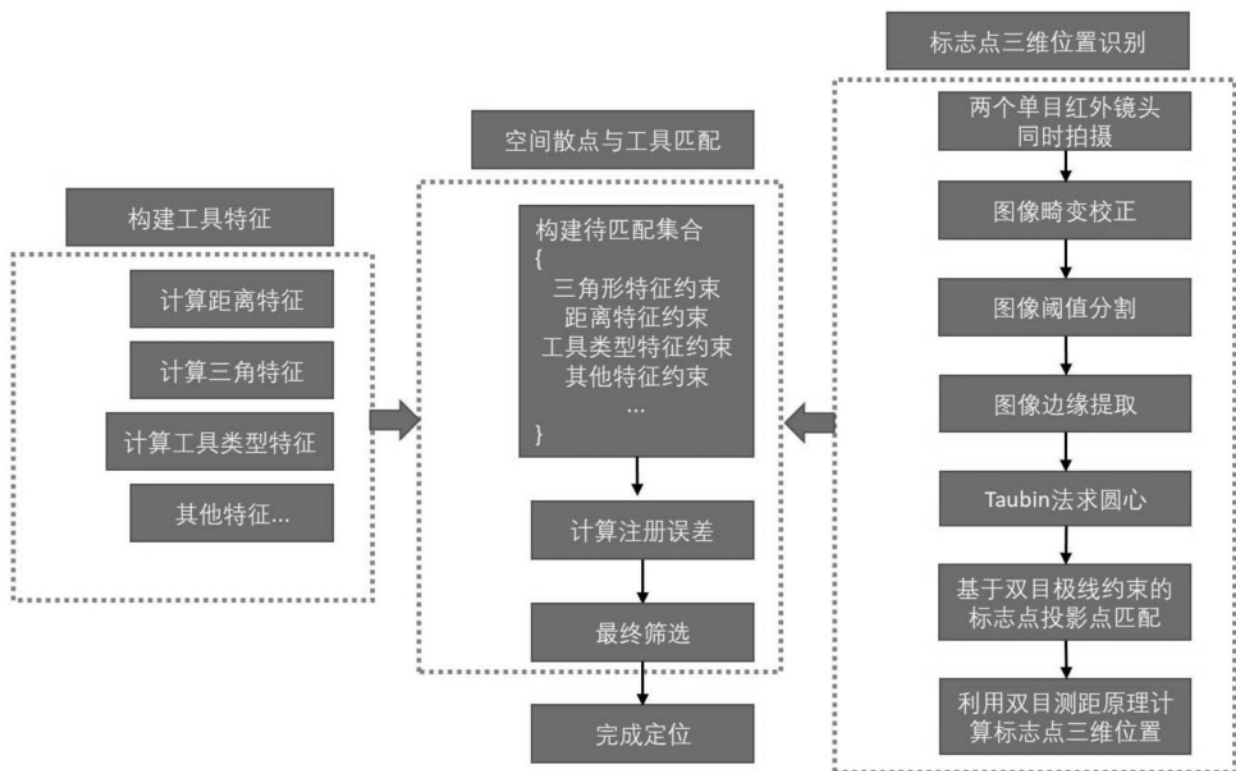 构建工具特征
计算距离特征
计算三角特征
计算工具类型特征
其他特征...
空间散点与工具匹配
构建待匹配集合
{
三角形特征约束
距离特征约束
工具类型特征约束
其他特征约束
...
}
计算注册误差
最终筛选
完成定位
标志点三维位置识别
两个单目红外镜头
同时拍摄
图像畸变校正
图像阈值分割
图像边缘提取
Taubin法求圆心
基于双目极线约束的
标志点投影点匹配
利用双目测距原理计
算标志点三维位置